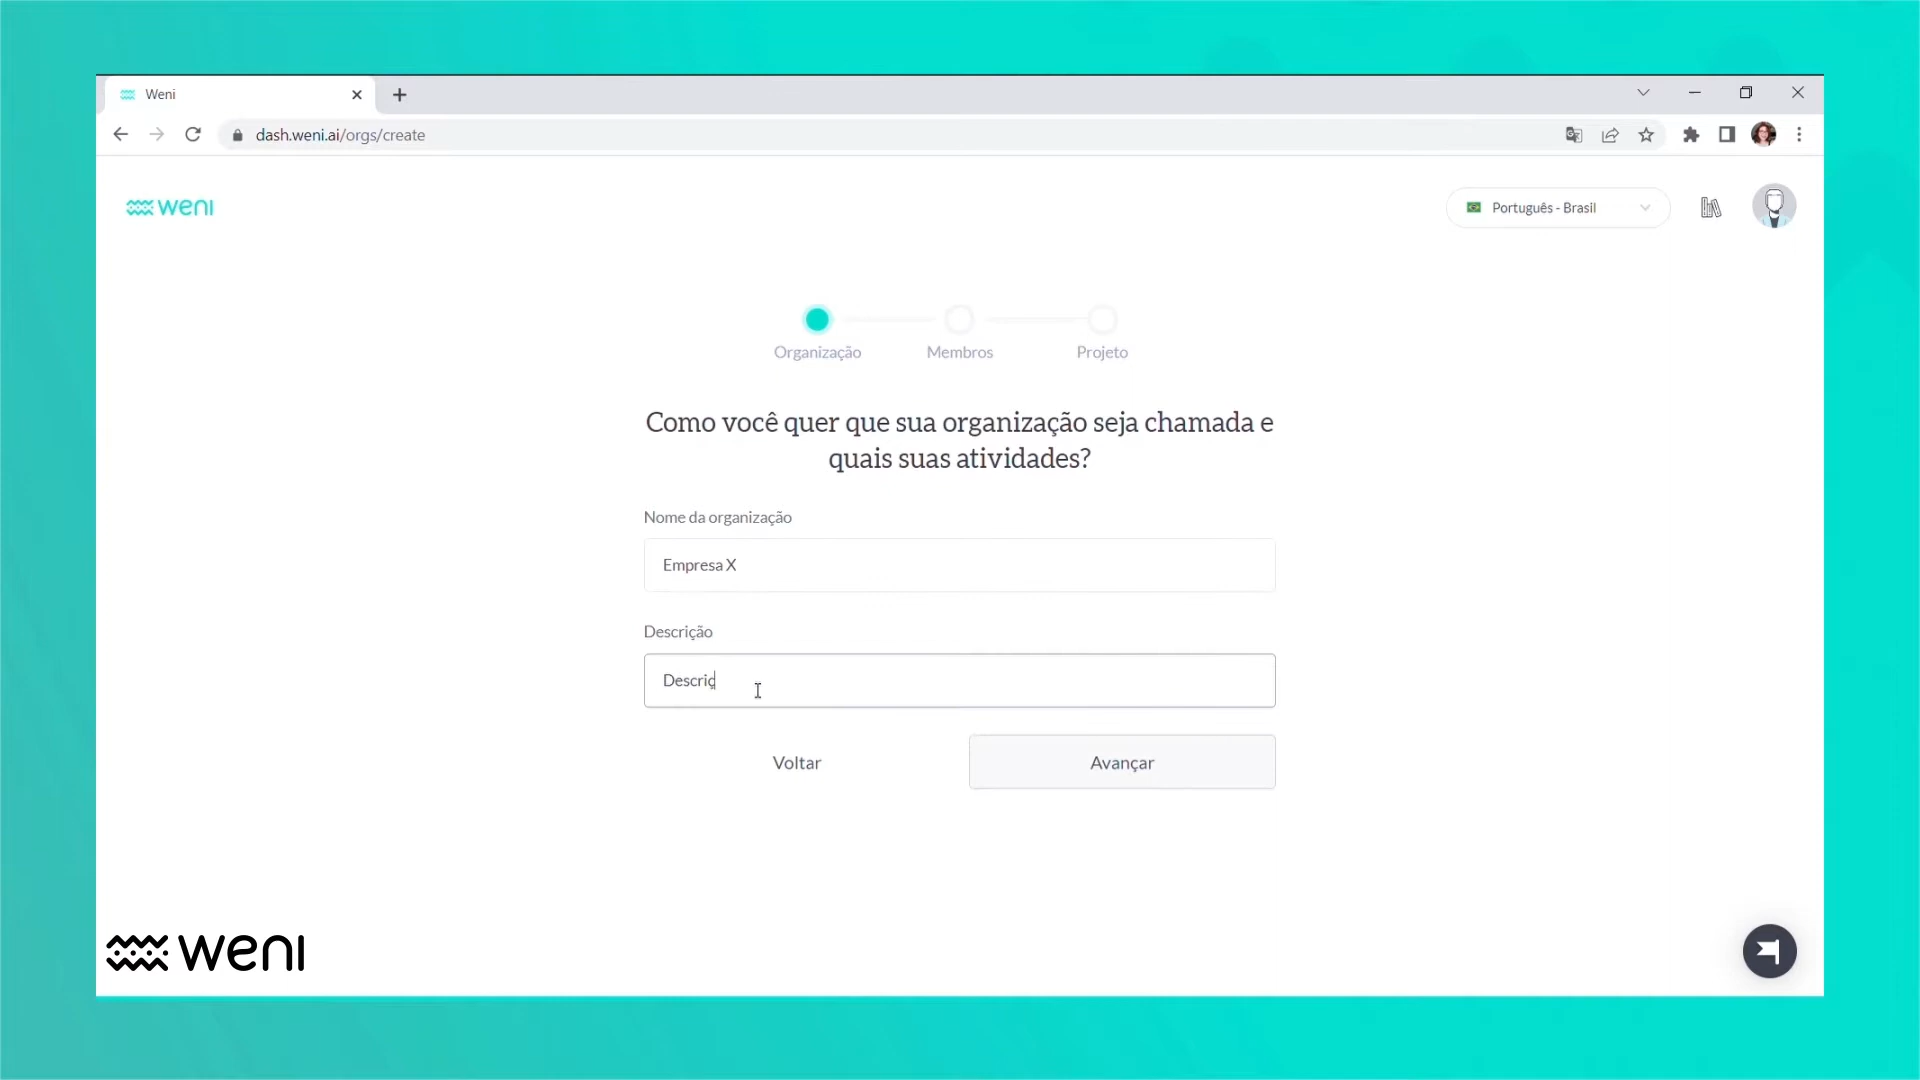 Weni
dash.weni.ai/orgs/create
weni
Português - Brasil
Organização
Membros
Projeto
Como você quer que sua organização seja chamada e
quais suas atividades?
Nome da organização
Empresa X
Descrição
Descriç
Voltar
Avançar
weni